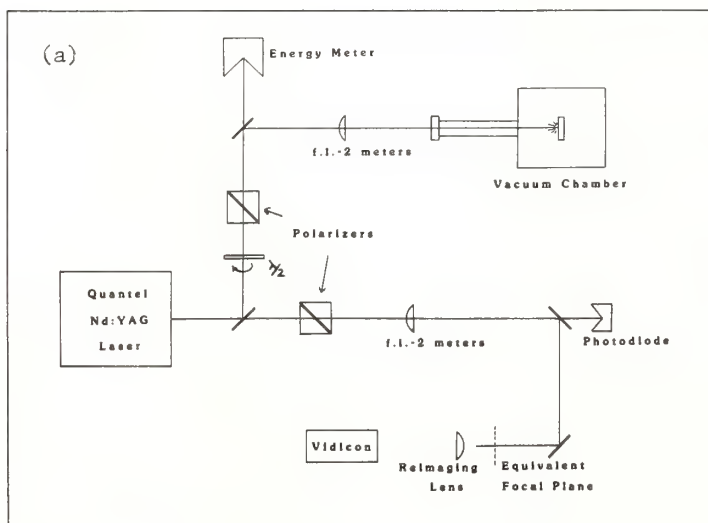 (a)
Energy Meter
f.l.-2 meters
Vacuum Chamber
Polarizers
λ/2
Quantel
Nd:YAG
Laser
f.l.-2 meters
Photodiode
Vidicon
Reimaging
Lens
Equivalent
Focal Plane